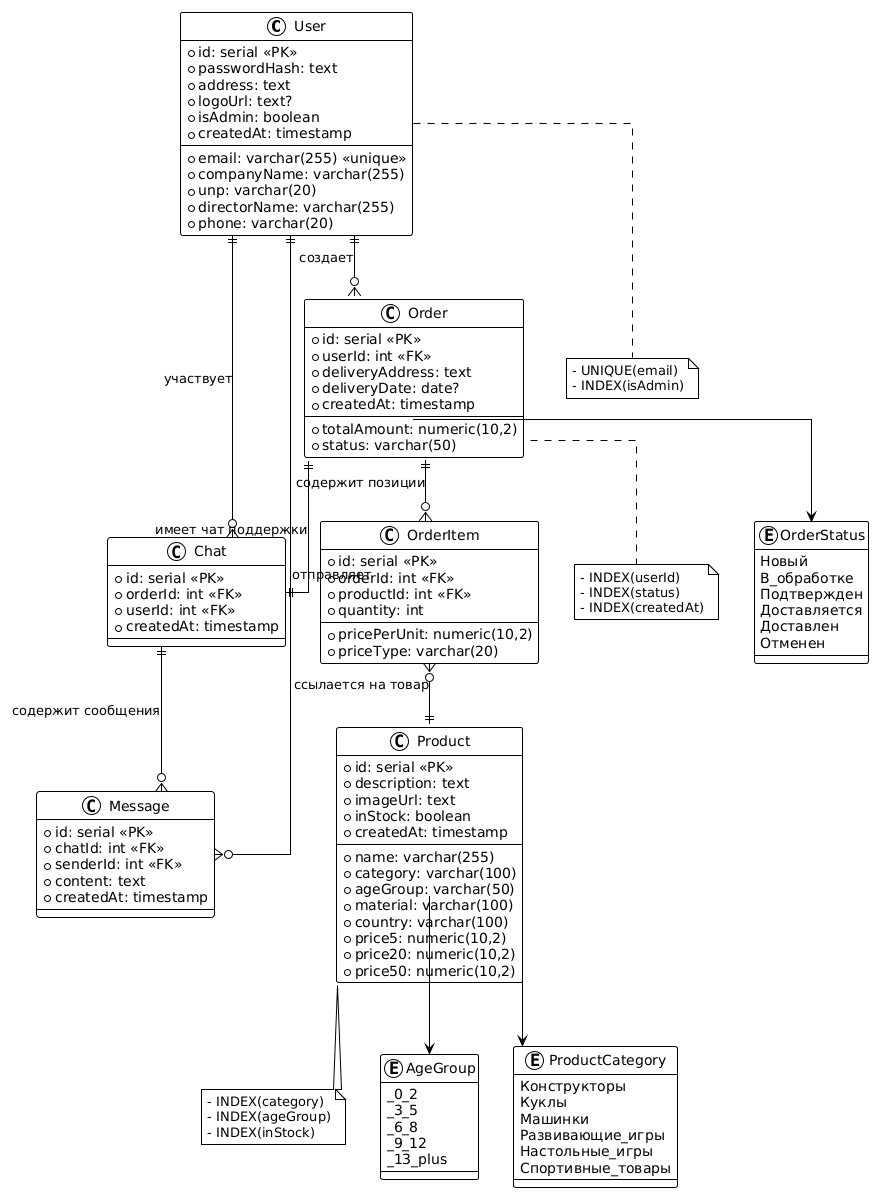 C User
id: serial «PK»
passwordHash: text
address: text
logoUrl: text?
isAdmin: boolean
createdAt: timestamp
email: varchar(255) «unique»
companyName: varchar(255)
unp: varchar(20)
directorName: varchar(255)
phone: varchar(20)
создает
C Order
id: serial «PK»
userId: int «FK»
deliveryAddress: text
deliveryDate: date?
createdAt: timestamp
totalAmount: numeric(10,2)
status: varchar(50)
- UNIQUE(email)
- INDEX(isAdmin)
участвует
содержит позиции
имеет чат поддержки
отправляет
C Chat
id: serial «PK»
orderId: int «FK»
userId: int «FK»
createdAt: timestamp
C OrderItem
id: serial «PK»
orderId: int «FK»
productId: int «FK»
quantity: int
pricePerUnit: numeric(10,2)
priceType: varchar(20)
- INDEX(userId)
- INDEX(status)
- INDEX(createdAt)
E OrderStatus
Новый
В_обработке
Подтвержден
Доставляется
Доставлен
Отменен
содержит сообщения
ссылается на товар
C Message
id: serial «PK»
chatId: int «FK»
senderId: int «FK»
content: text
createdAt: timestamp
C Product
id: serial «PK»
description: text
imageUrl: text
inStock: boolean
createdAt: timestamp
name: varchar(255)
category: varchar(100)
ageGroup: varchar(50)
material: varchar(100)
country: varchar(100)
price5: numeric(10,2)
price20: numeric(10,2)
price50: numeric(10,2)
- INDEX(category)
- INDEX(ageGroup)
- INDEX(inStock)
E AgeGroup
_0_2
_3_5
_6_8
_9_12
_13_plus
E ProductCategory
Конструкторы
Куклы
Машинки
Развивающие_игры
Настольные_игры
Спортивные_товары